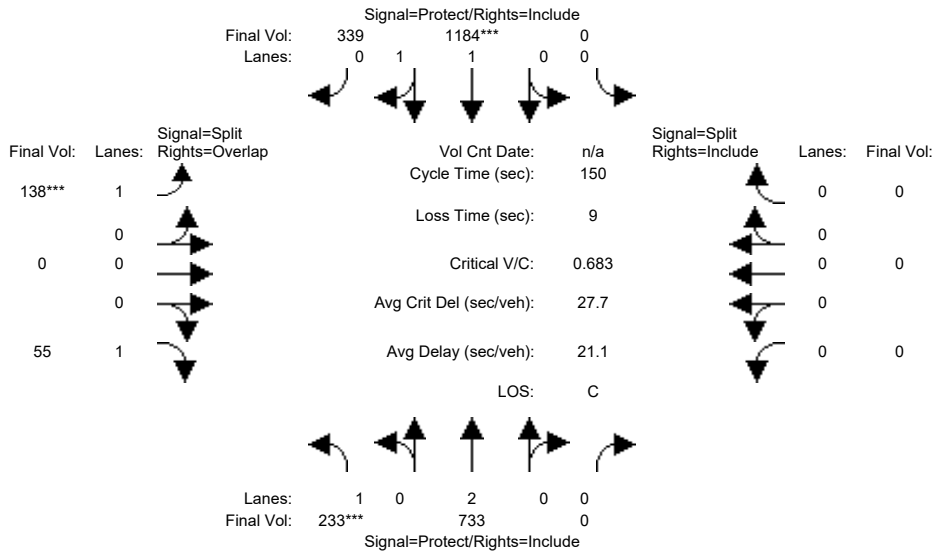 Signal=Protect/Rights=Include
Final Vol: 339 1184*** 0
Lanes: 0 1 1 0 0
Signal=Split
Final Vol: Lanes: Rights=Overlap
Vol Cnt Date: n/a
Signal=Split
Rights=Include Lanes: Final Vol:
Cycle Time (sec): 150
138*** 1 0 0
Loss Time (sec): 9
0 0
0 0 Critical V/C: 0.683 0 0
0 Avg Crit Del (sec/veh): 27.7 0
55 1 Avg Delay (sec/veh): 21.1 0 0
LOS: C
Lanes: 1 0 2 0 0
Final Vol: 233*** 733 0
Signal=Protect/Rights=Include